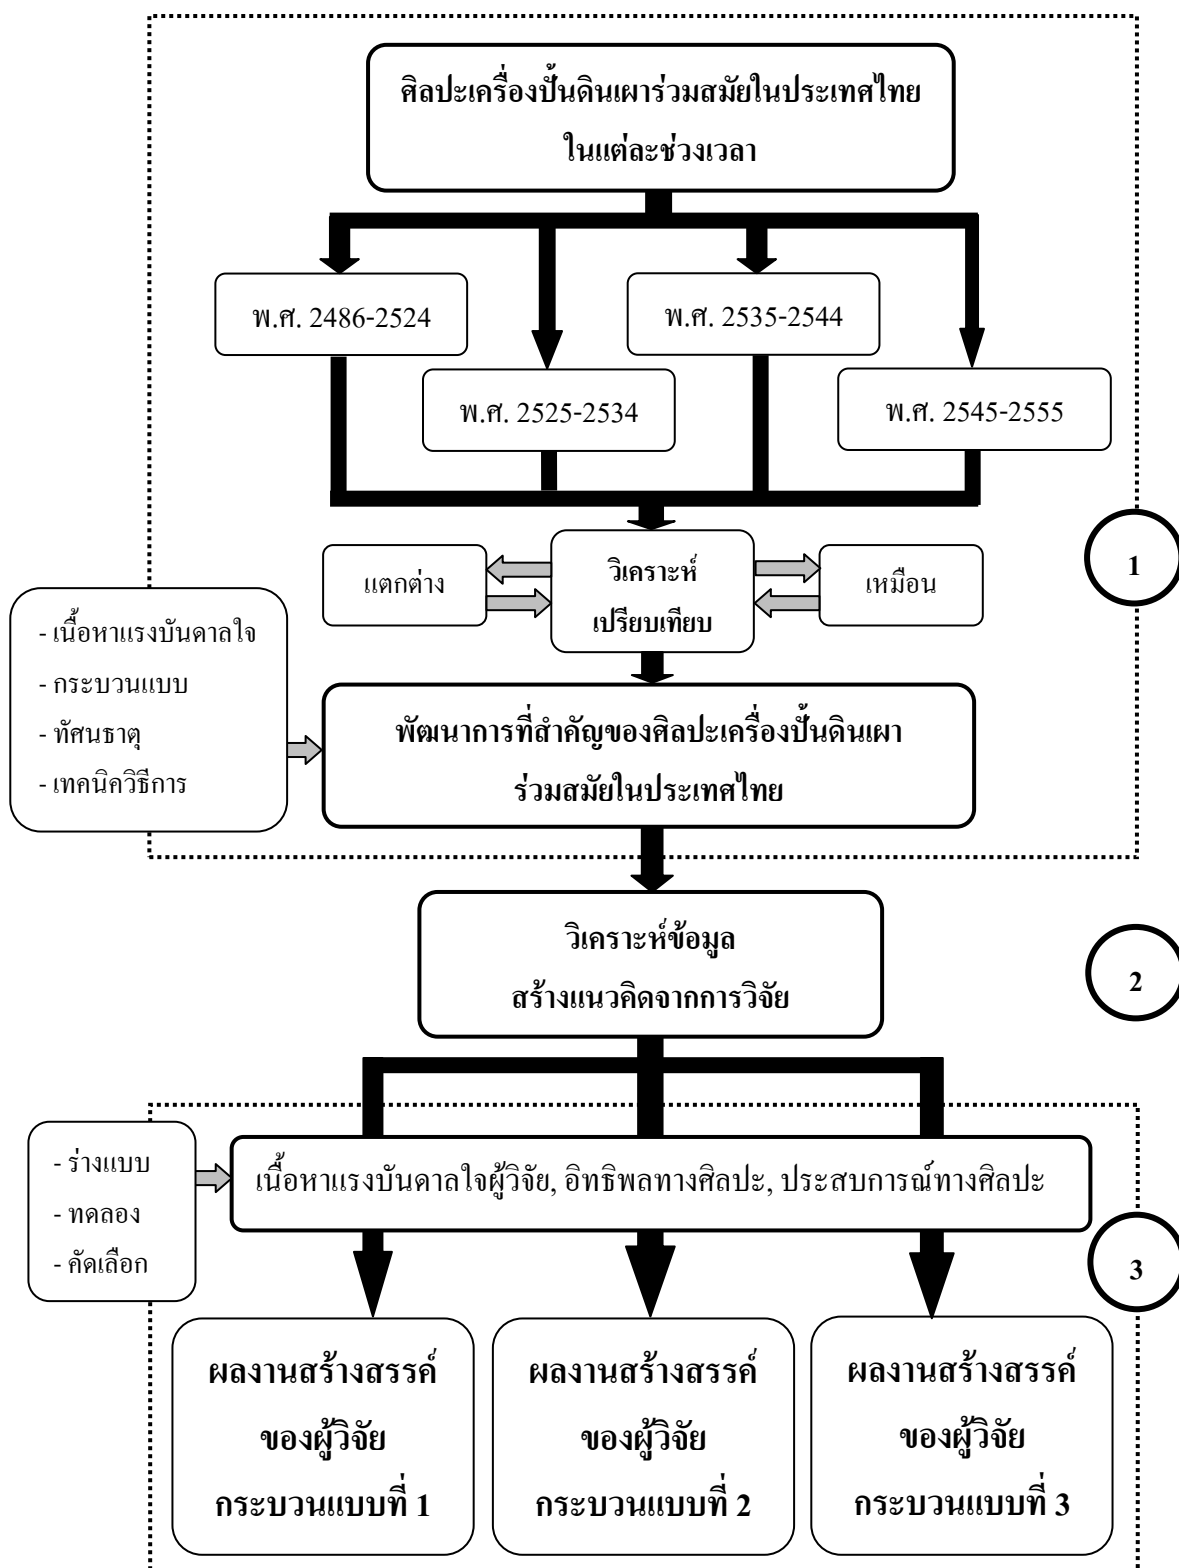 ศิลปะเครื่องปั้นดินเผาร่วมสมัยในประเทศไทย
ในแต่ละช่วงเวลา
พ.ศ. 2486-2524
พ.ศ. 2535-2544
พ.ศ. 2525-2534
พ.ศ. 2545-2555
แตกต่าง
วิเคราะห์
เปรียบเทียบ
เหมือน
1
- เนื้อหาแรงบันดาลใจ
- กระบวนแบบ
- ทัศนธาตุ
- เทคนิควิธีการ
พัฒนาการที่สำคัญของศิลปะเครื่องปั้นดินเผา
ร่วมสมัยในประเทศไทย
วิเคราะห์ข้อมูล
สร้างแนวคิดจากการวิจัย
2
- ร่างแบบ
- ทดลอง
- คัดเลือก
เนื้อหาแรงบันดาลใจผู้วิจัย, อิทธิพลทางศิลปะ, ประสบการณ์ทางศิลปะ
3
ผลงานสร้างสรรค์
ของผู้วิจัย
กระบวนแบบที่ 1
ผลงานสร้างสรรค์
ของผู้วิจัย
กระบวนแบบที่ 2
ผลงานสร้างสรรค์
ของผู้วิจัย
กระบวนแบบที่ 3